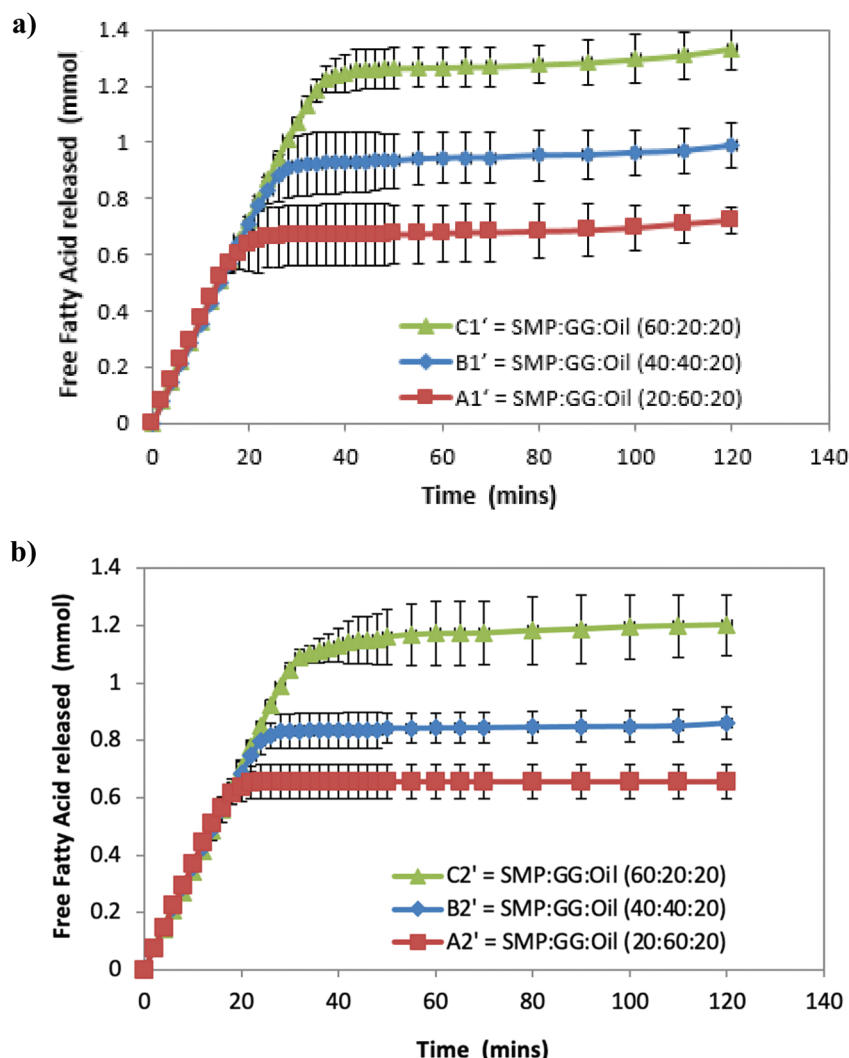 a)
Free Fatty Acid released (mmol)
1.4
1.2
1
0.8
0.6
0.4
0.2
0
C1' = SMP:GG:Oil (60:20:20)
B1' = SMP:GG:Oil (40:40:20)
A1' = SMP:GG:Oil (20:60:20)
0 20 40 60 80 100 120 140
Time (mins)
b)
Free Fatty Acid released (mmol)
1.4
1.2
1
0.8
0.6
0.4
0.2
0
C2' = SMP:GG:Oil (60:20:20)
B2' = SMP:GG:Oil (40:40:20)
A2' = SMP:GG:Oil (20:60:20)
0 20 40 60 80 100 120 140
Time (mins)